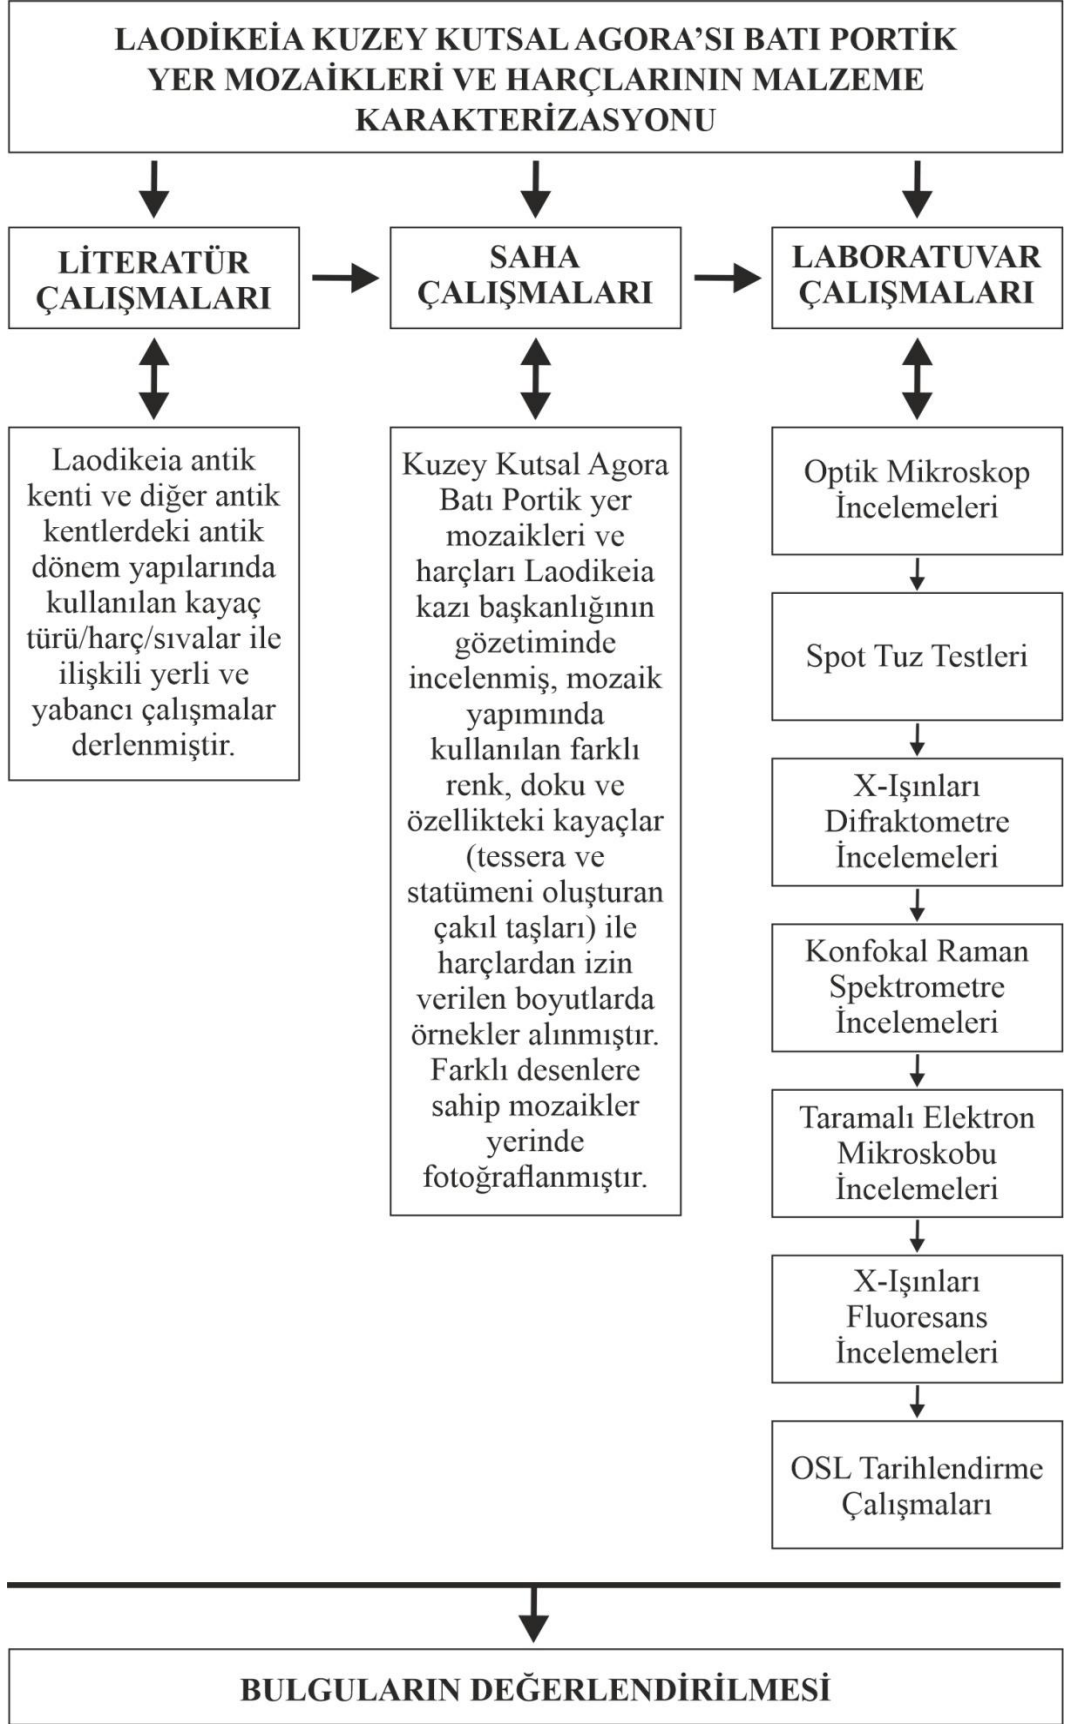 LAODİKEİA KUZEY KUTSAL AGORA’SI BATI PORTİK
YER MOZAİKLERİ VE HARÇLARININ MALZEME
KARAKTERİZASYONU
LİTERATÜR
ÇALIŞMALARI
SAHA
ÇALIŞMALARI
LABORATUVAR
ÇALIŞMALARI
Laodikeia antik
kenti ve diğer antik
kentlerdeki antik
dönem yapılarında
kullanılan kayaç
türü/harç/sıvalar ile
ilişkili yerli ve
yabancı çalışmalar
derlenmiştir.
Kuzey Kutsal Agora
Batı Portik yer
mozaikleri ve
harçları Laodikeia
kazı başkanlığının
gözetiminde
incelenmiş, mozaik
yapımında
kullanılan farklı
renk, doku ve
özellikteki kayaçlar
(tessera ve
statümeni oluşturan
çakıl taşları) ile
harçlardan izin
verilen boyutlarda
örnekler alınmıştır.
Farklı desenlere
sahip mozaikler
yerinde
fotoğraflanmıştır.
Optik Mikroskop
İncelemeleri
Spot Tuz Testleri
X-Işınları
Difraktometre
İncelemeleri
Konfokal Raman
Spektrometre
İncelemeleri
Taramalı Elektron
Mikroskobu
İncelemeleri
X-Işınları
Fluoresans
İncelemeleri
OSL Tarihlendirme
Çalışmaları
BULGULARIN DEĞERLENDİRİLMESİ